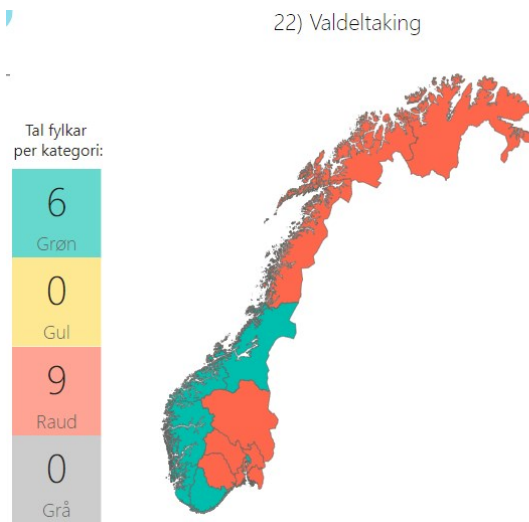 22) Valdeltaking
Tal fylkar
per kategori:
6
Grøn
0
Gul
9
Raud
0
Grå